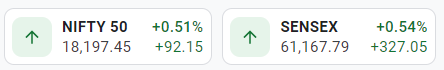 NIFTY 50 +0.51%
18,197.45 +92.15
SENSEX +0.54%
61,167.79 +327.05